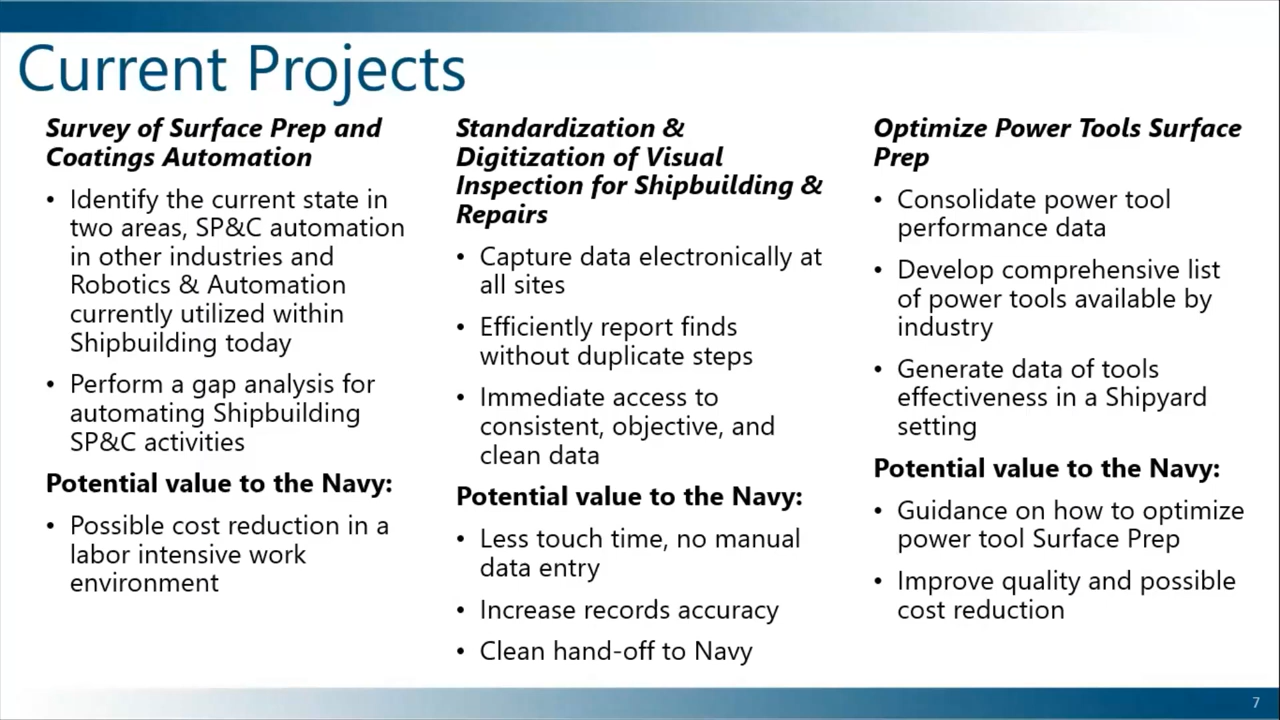 Current Projects
Survey of Surface Prep and
Coatings Automation
• Identify the current state in
two areas, SP&C automation
in other industries and
Robotics & Automation
currently utilized within
Shipbuilding today
• Perform a gap analysis for
automating Shipbuilding
SP&C activities
Potential value to the Navy:
• Possible cost reduction in a
labor intensive work
environment
Standardization &
Digitization of Visual
Inspection for Shipbuilding &
Repairs
• Capture data electronically at
all sites
• Efficiently report finds
without duplicate steps
• Immediate access to
consistent, objective, and
clean data
Potential value to the Navy:
• Less touch time, no manual
data entry
• Increase records accuracy
• Clean hand-off to Navy
Optimize Power Tools Surface
Prep
• Consolidate power tool
performance data
• Develop comprehensive list
of power tools available by
industry
• Generate data of tools
effectiveness in a Shipyard
setting
Potential value to the Navy:
• Guidance on how to optimize
power tool Surface Prep
• Improve quality and possible
cost reduction
7